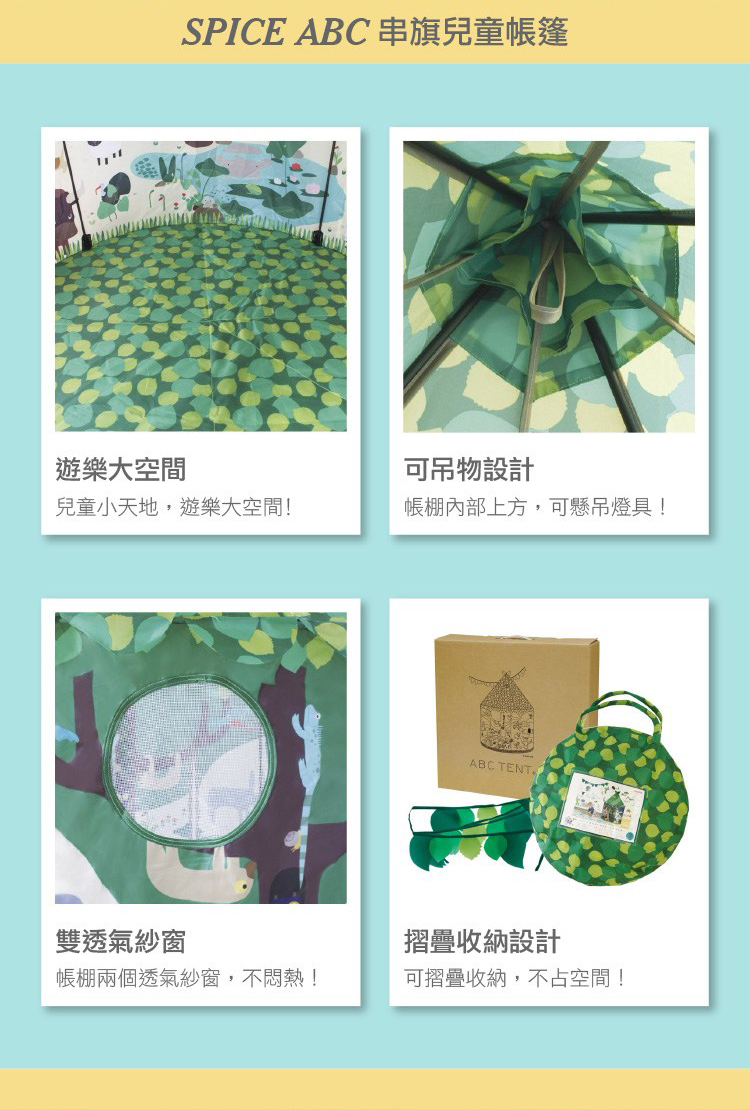 SPICE ABC 串旗兒童帳篷
遊樂大空間
兒童小天地，遊樂大空間!
可吊物設計
帳棚內部上方，可懸吊燈具！
ABC TENT
雙透氣紗窗
帳棚兩個透氣紗窗，不悶熱！
摺疊收納設計
可摺疊收納，不占空間！